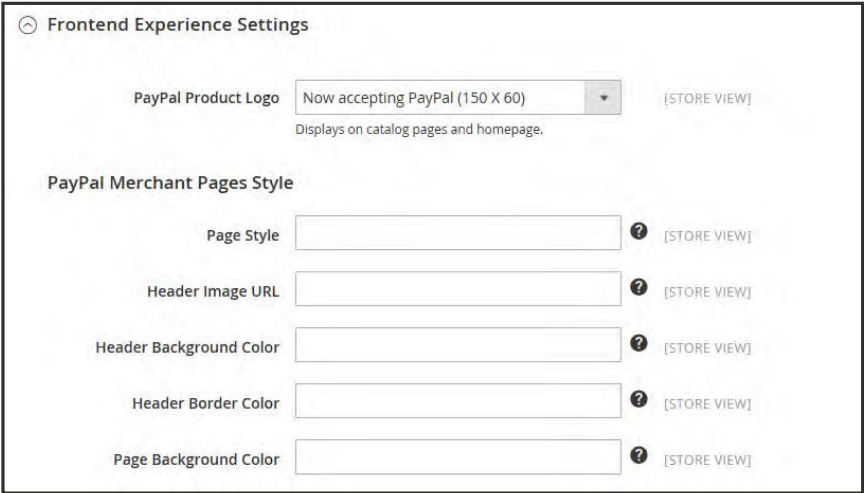 Frontend Experience Settings
PayPal Product Logo Now accepting PayPal (150 X 60) [STORE VIEW]
Displays on catalog pages and homepage.
PayPal Merchant Pages Style
Page Style ? [STORE VIEW]
Header Image URL ? [STORE VIEW]
Header Background Color ? [STORE VIEW]
Header Border Color ? [STORE VIEW]
Page Background Color ? [STORE VIEW]